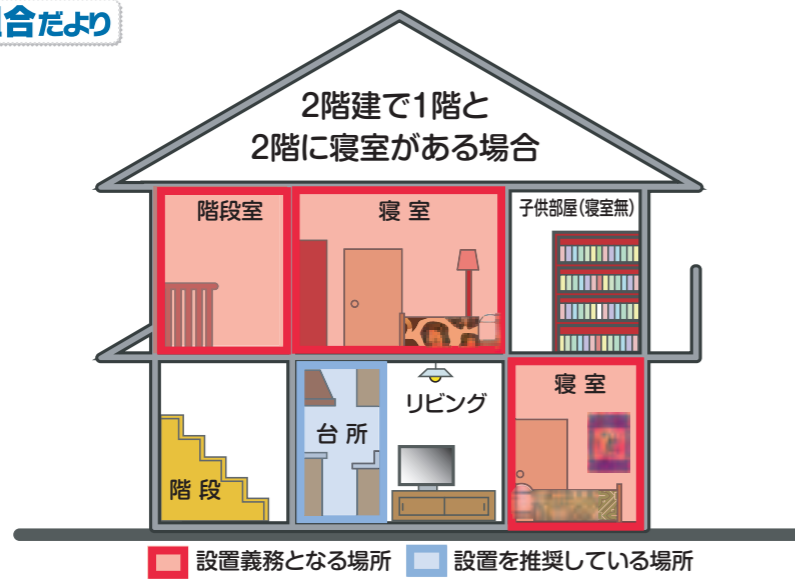 合だより
2階建で1階と
2階に寝室がある場合
階段室
寝室
子供部屋(寝室無)
階段
台所
リビング
寝室
設置義務となる場所
設置を推奨している場所